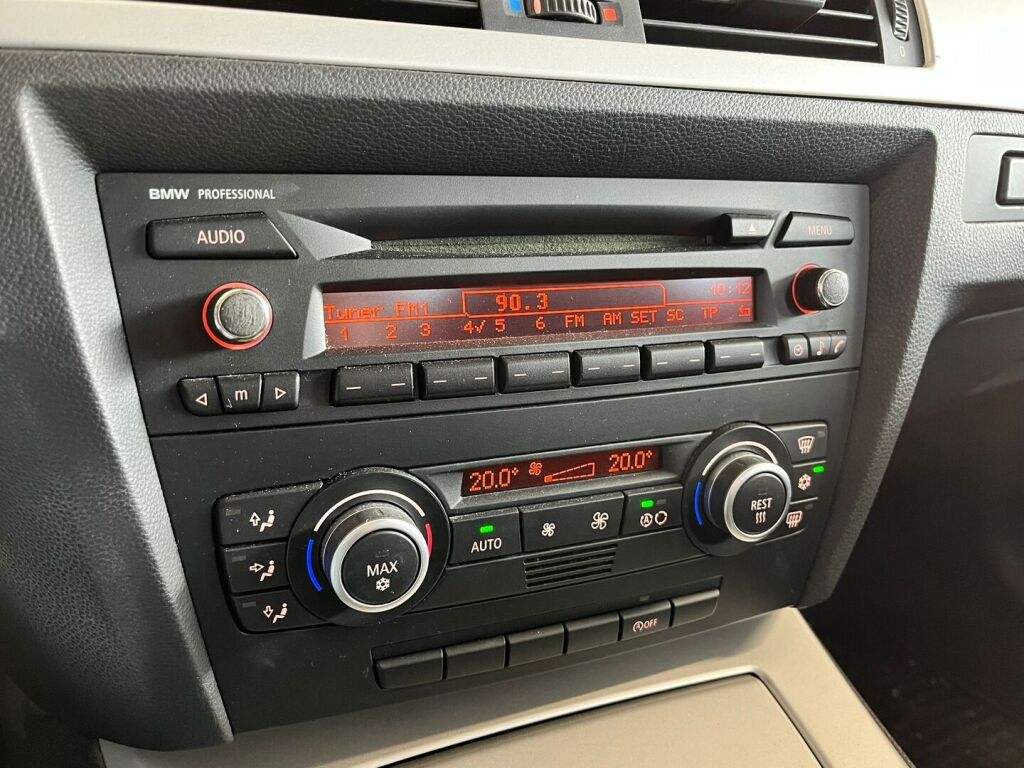 BMW PROFESSIONAL
AUDIO
MENU
90.3
10:12
Tuner FM1
1 2 3 4√ 5 6 FM AM SET SC TP
m
20.0° 20.0°
REST
AUTO
MAX
A
A OFF
0